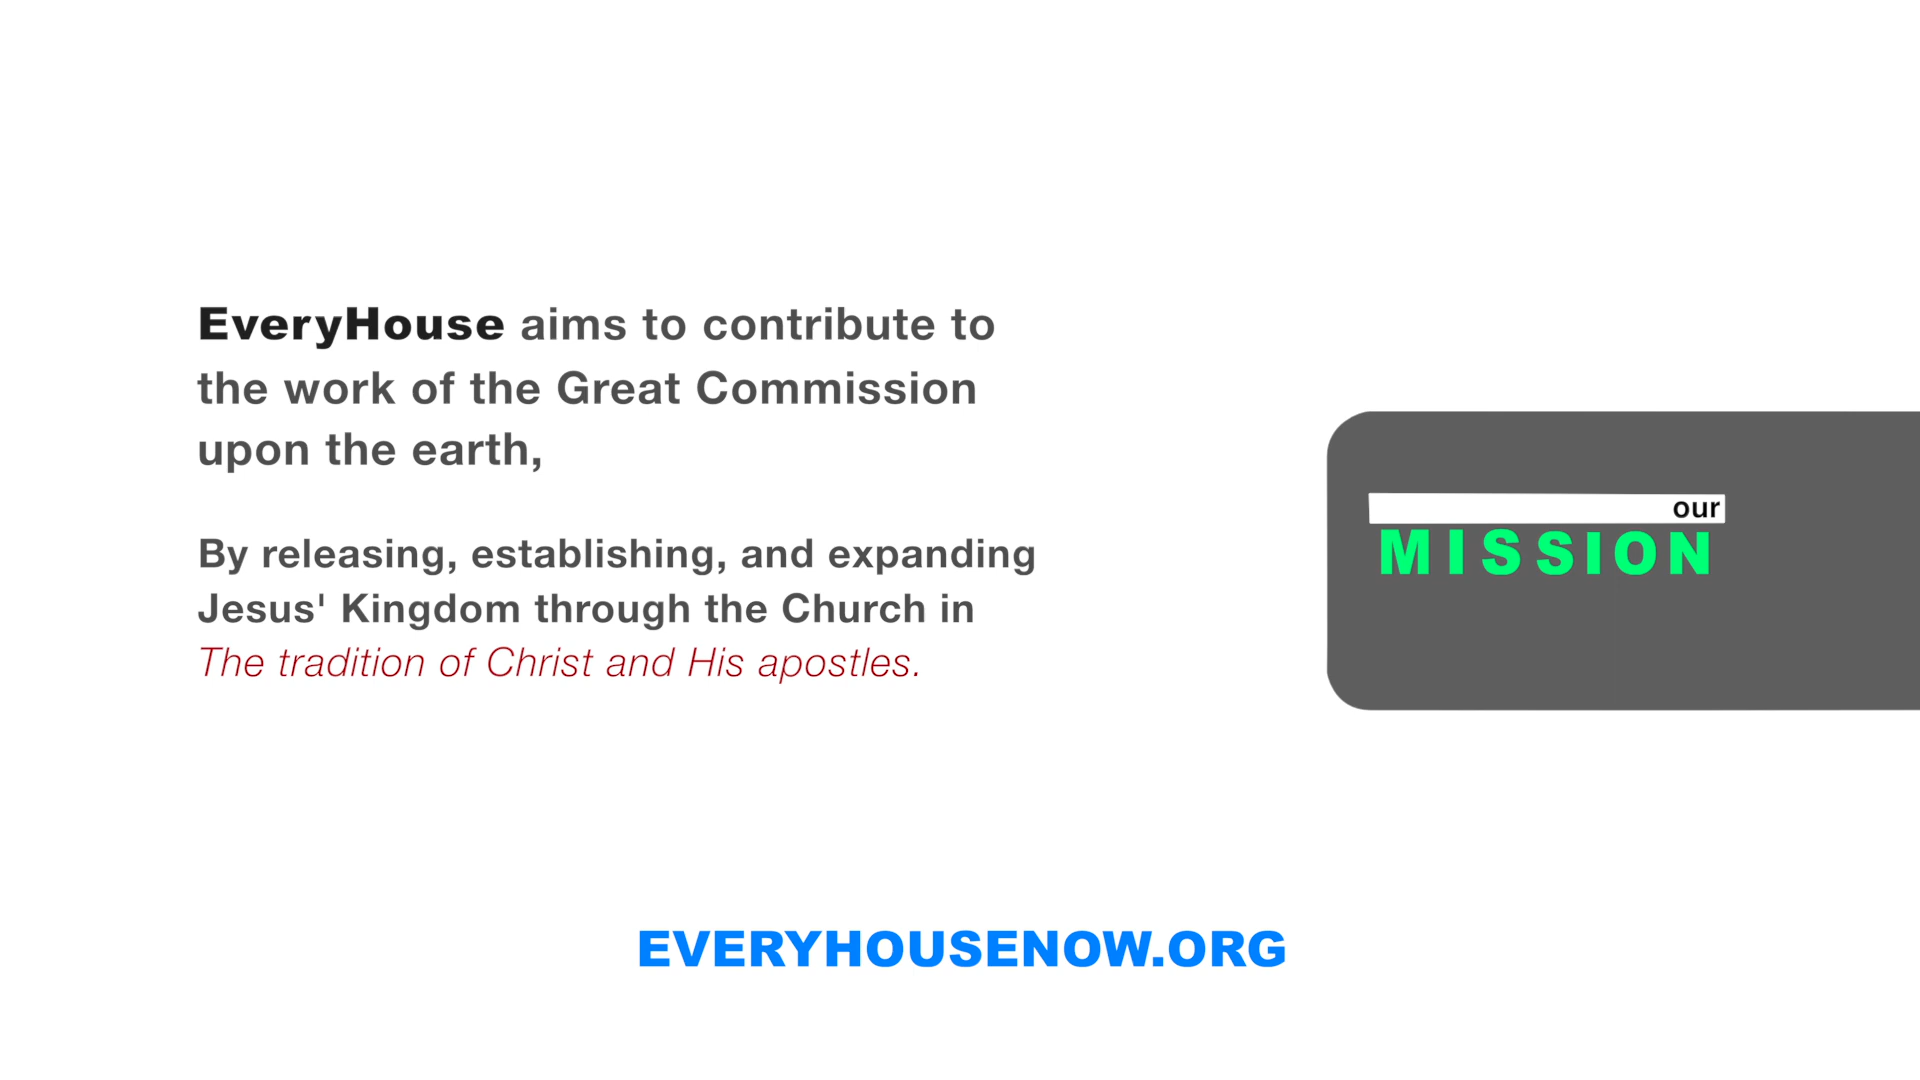 EveryHouse aims to contribute to
the work of the Great Commission
upon the earth,
By releasing, establishing, and expanding
Jesus' Kingdom through the Church in
The tradition of Christ and His apostles.
our
MISSION
EVERYHOUSENOW.ORG